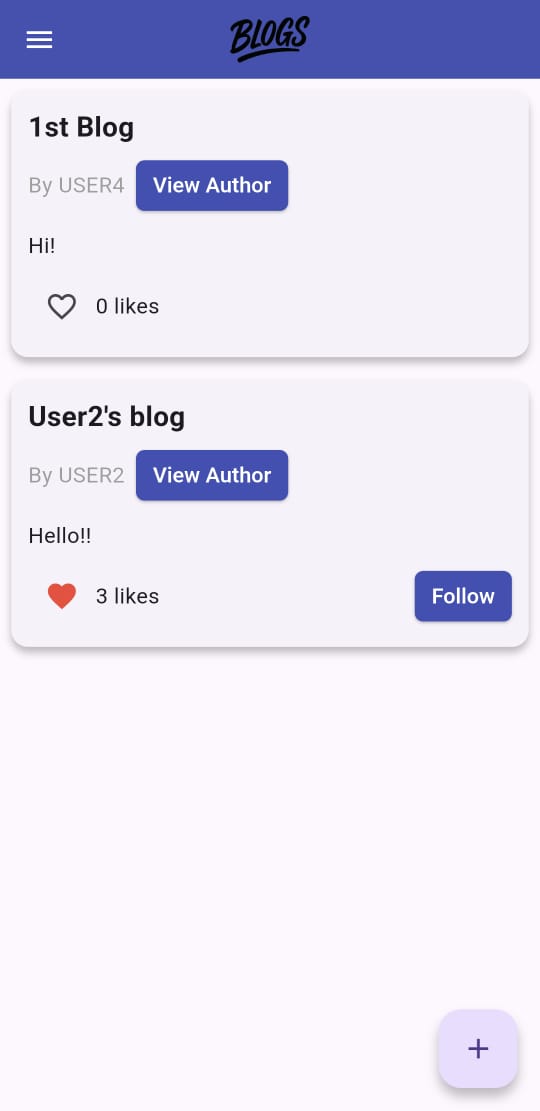 BLOGS
1st Blog
By USER4 View Author
Hi!
0 likes
User2's blog
By USER2 View Author
Hello!!
3 likes Follow